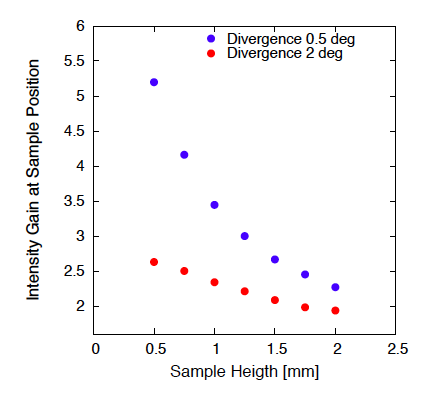 6
5.5
5
4.5
4
3.5
3
2.5
2
Intensity Gain at Sample Position
Divergence 0.5 deg
Divergence 2 deg
0 0.5 1 1.5 2 2.5
Sample Heigth [mm]